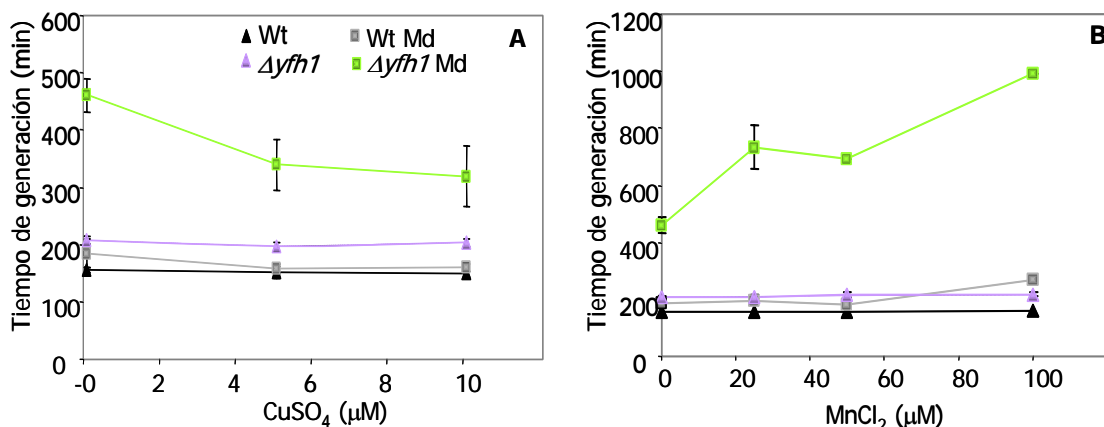 A
Wt
Wt Md
Δyfh1
Δyfh1 Md
Tiempo de generación (min)
600
500
400
300
200
100
0
-0
2
4
6
8
10
CuSO₄ (μM)
B
Tiempo de generación (min)
1200
1000
800
600
400
200
0
0
20
40
60
80
100
MnCl₂ (μM)